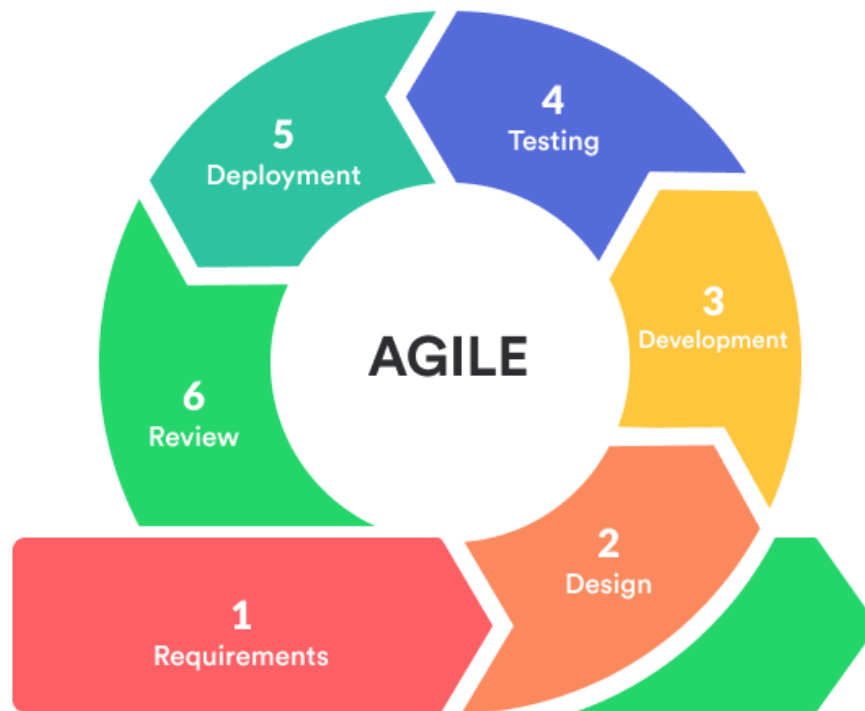 AGILE
1
Requirements
2
Design
3
Development
4
Testing
5
Deployment
6
Review